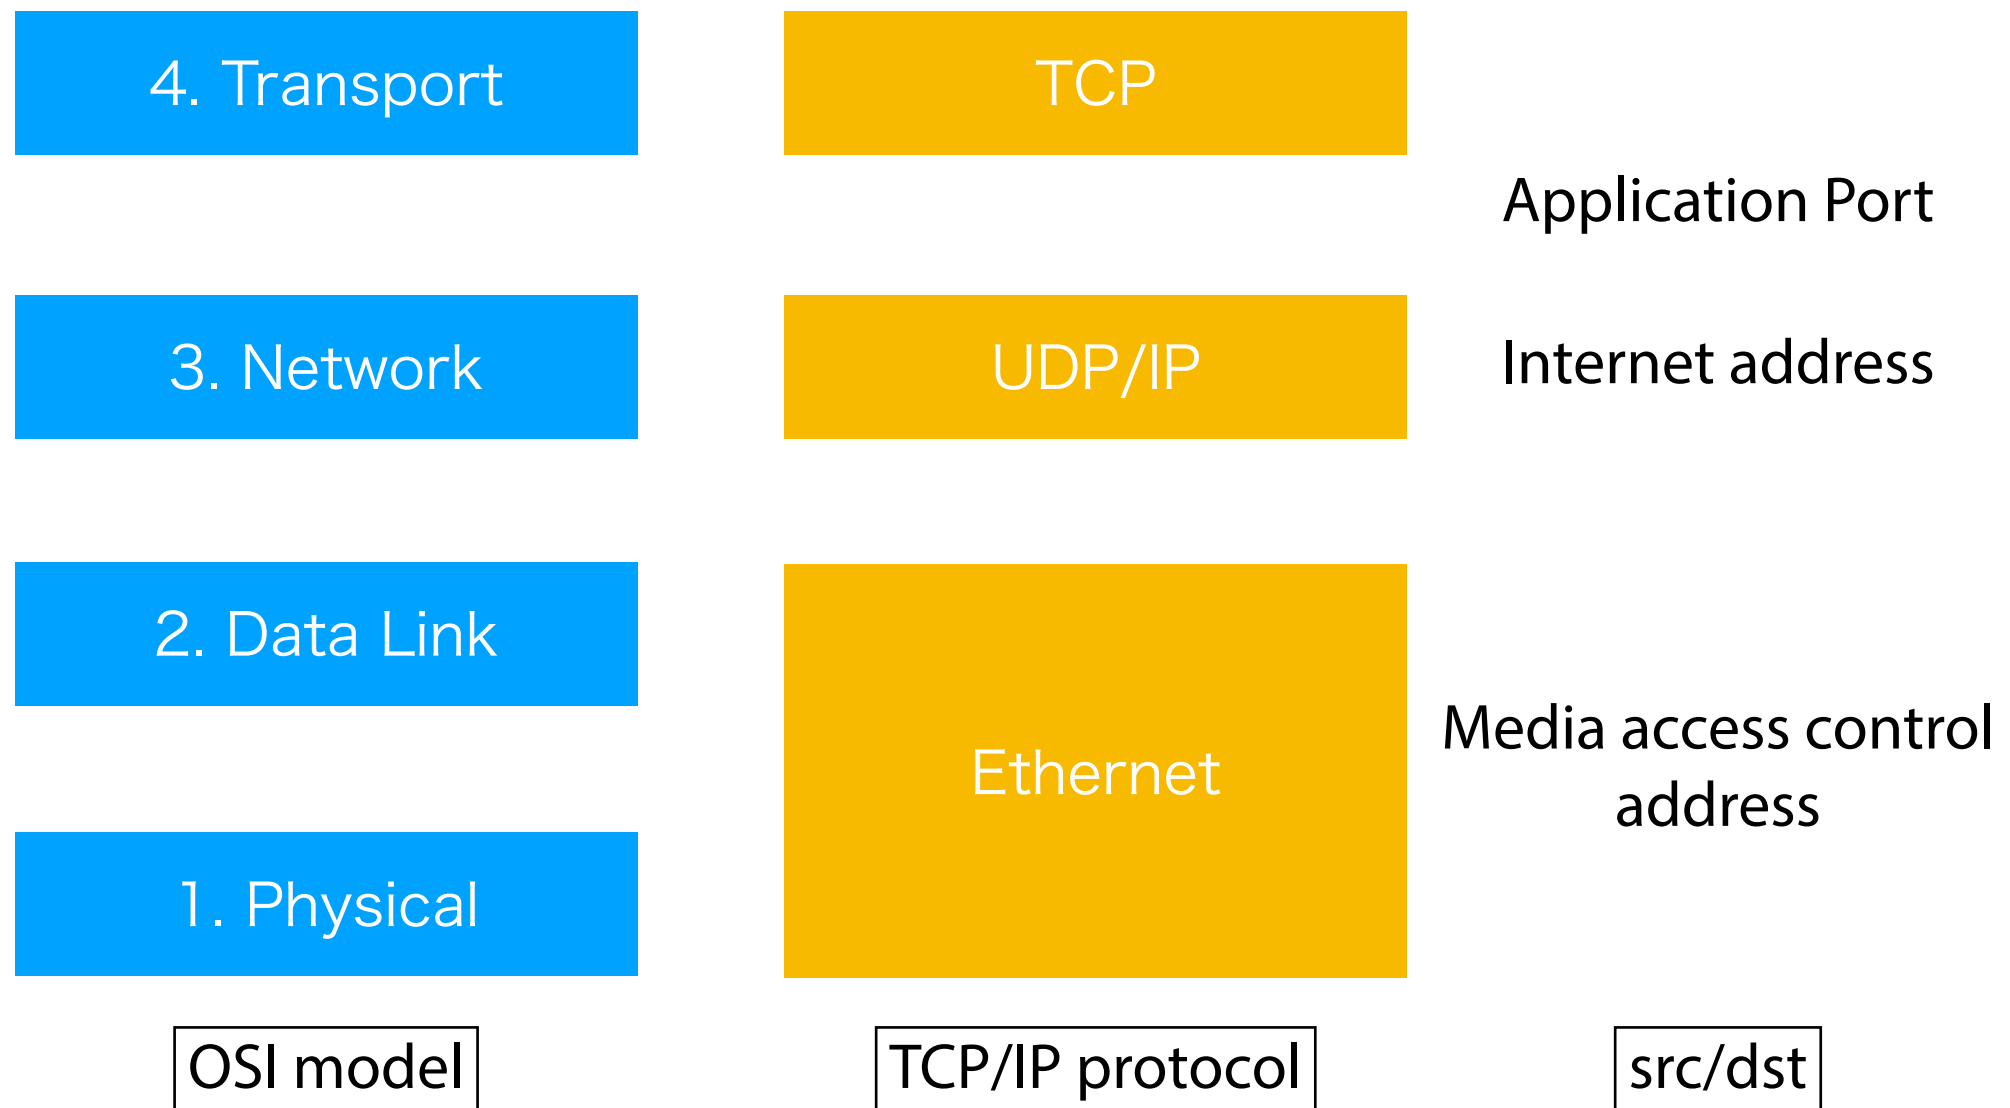 4. Transport
TCP
Application Port
3. Network
UDP/IP
Internet address
2. Data Link
Ethernet
Media access control
address
1. Physical
OSI model
TCP/IP protocol
src/dst